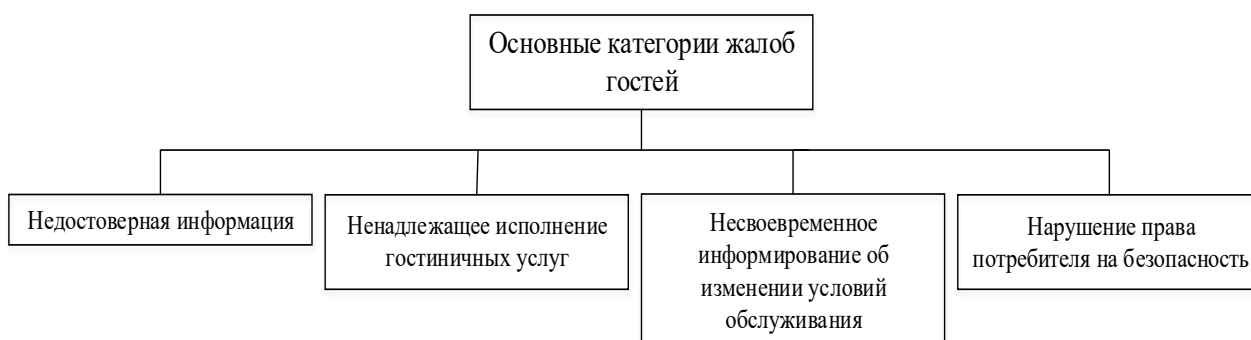 Основные категории жалоб
гостей
Недостоверная информация
Ненадлежащее исполнение
гостиничных услуг
Несвоевременное
информирование об
изменении условий
обслуживания
Нарушение права
потребителя на безопасность